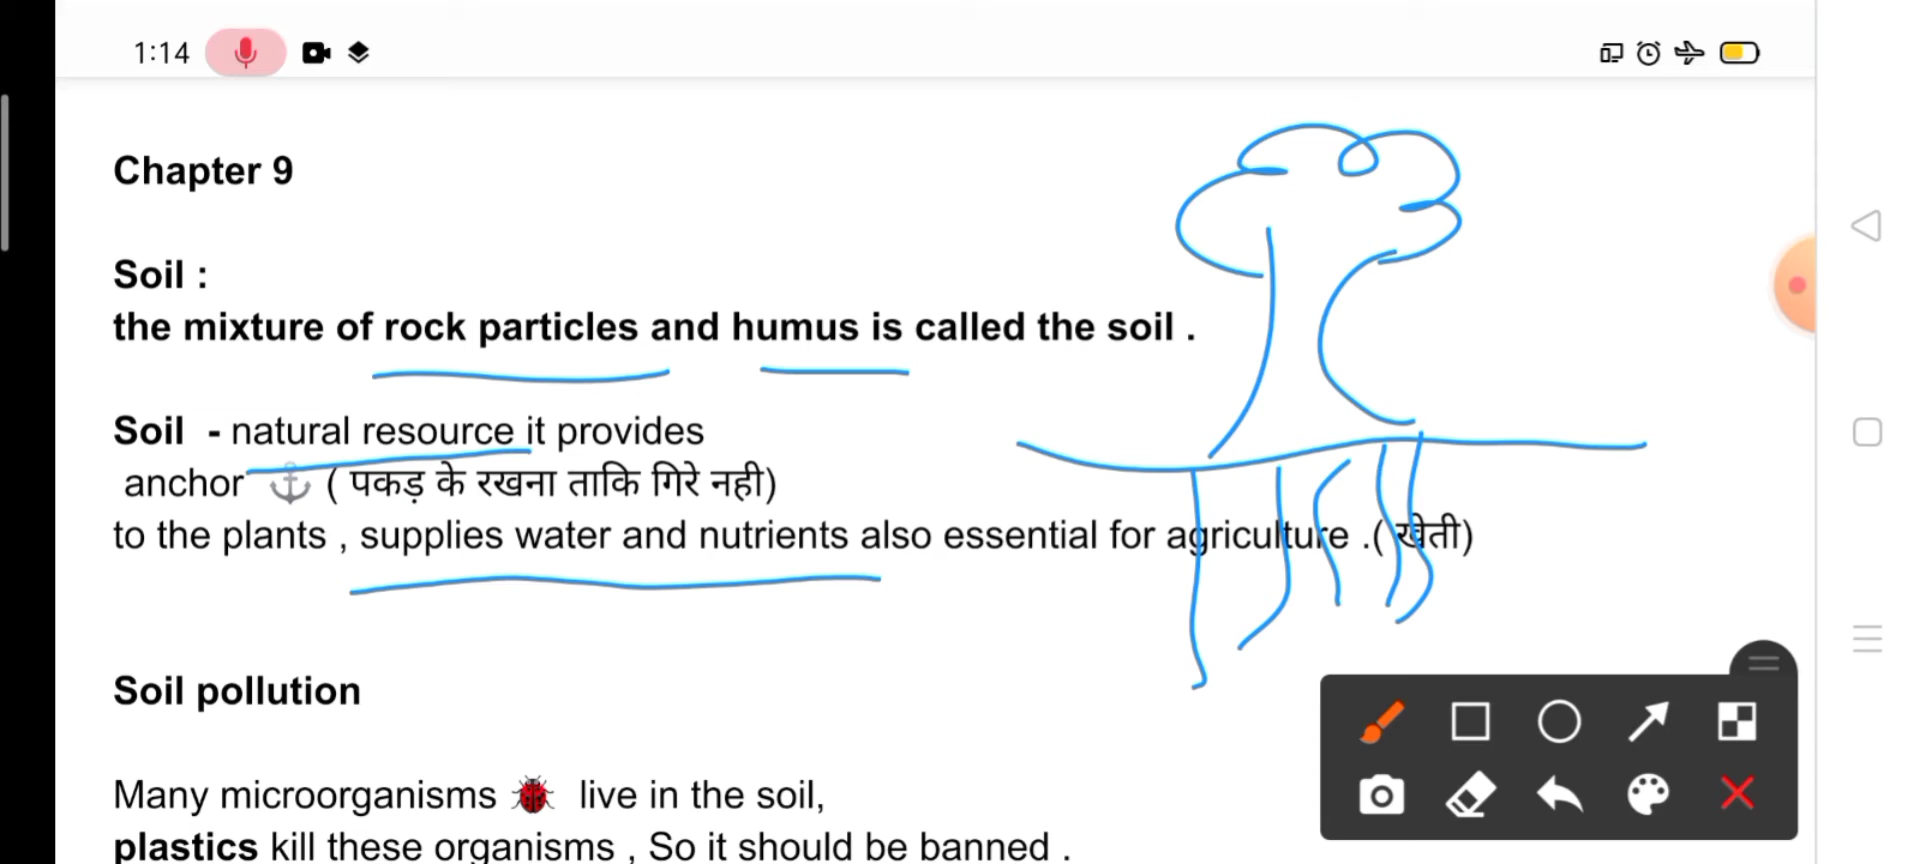 1:14
Chapter 9
Soil :
the mixture of rock particles and humus is called the soil .
Soil - natural resource it provides
anchor ⚓ ( पकड़ के रखना ताकि गिरे नही)
to the plants , supplies water and nutrients also essential for agriculture .( खेती)
Soil pollution
Many microorganisms 🐞 live in the soil,
plastics kill these organisms , So it should be banned .